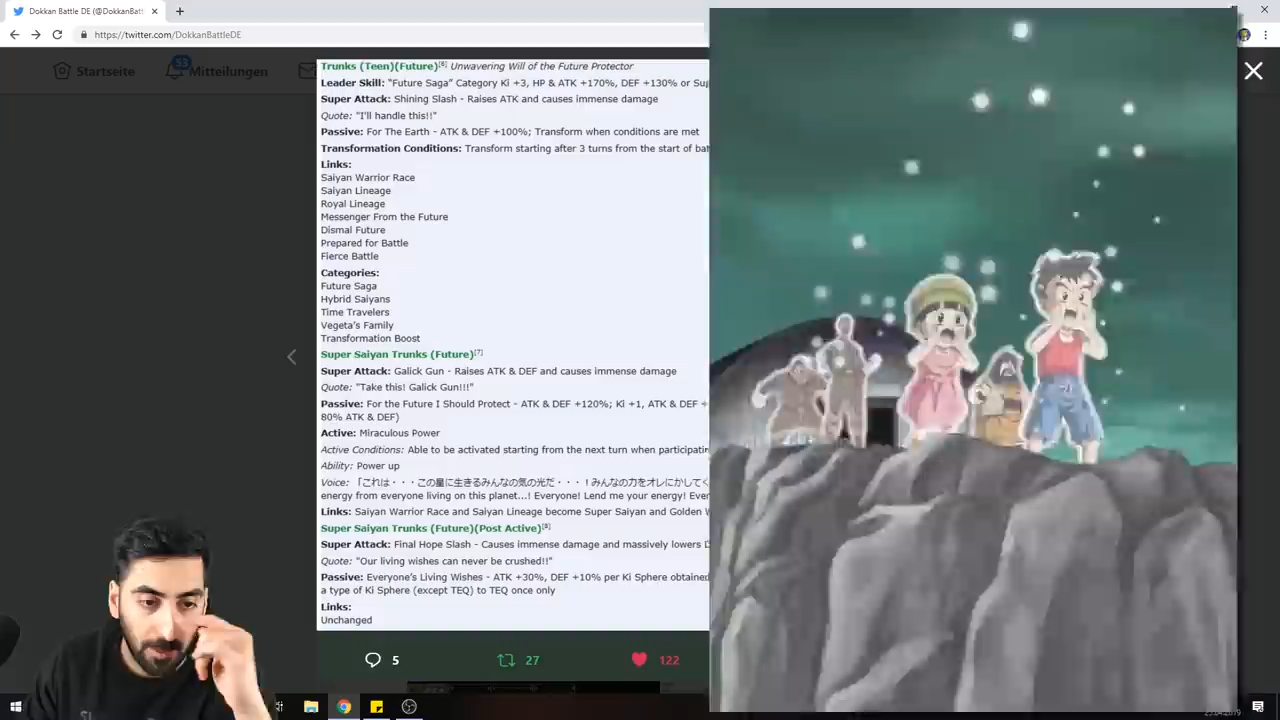 Dokkan Battle DE (@DokkanBatt
https://twitter.com/DokkanBattleDE
Startseite
53
Mitteilungen
Trunks (Teen)(Future)[6] Unwavering Will of the Future Protector
Leader Skill: "Future Saga" Category Ki +3, HP & ATK +170%, DEF +130% or Su
Super Attack: Shining Slash - Raises ATK and causes immense damage
Quote: "I'll handle this!!"
Passive: For The Earth - ATK & DEF +100%; Transform when conditions are met
Transformation Conditions: Transform starting after 3 turns from the start of bat
Links:
Saiyan Warrior Race
Saiyan Lineage
Royal Lineage
Messenger From the Future
Dismal Future
Prepared for Battle
Fierce Battle
Categories:
Future Saga
Hybrid Saiyans
Time Travelers
Vegeta's Family
Transformation Boost
Super Saiyan Trunks (Future)[7]
Super Attack: Galick Gun - Raises ATK & DEF and causes immense damage
Quote: "Take this! Galick Gun!!!"
Passive: For the Future I Should Protect - ATK & DEF +120%; Ki +1, ATK & DEF +
80% ATK & DEF)
Active: Miraculous Power
Active Conditions: Able to be activated starting from the next turn when participatin
Ability: Power up
Voice: 「これは・・・この星に生きるみんなの気の光だ・・・！みんなの力をオレにかしてく
energy from everyone living on this planet...! Everyone! Lend me your energy! Ever
Links: Saiyan Warrior Race and Saiyan Lineage become Super Saiyan and Golden W
Super Saiyan Trunks (Future)(Post Active)[8]
Super Attack: Final Hope Slash - Causes immense damage and massively lowers D
Quote: "Our living wishes can never be crushed!!"
Passive: Everyone's Living Wishes - ATK +30%, DEF +10% per Ki Sphere obtained
a type of Ki Sphere (except TEQ) to TEQ once only
Links:
Unchanged
5
27
122